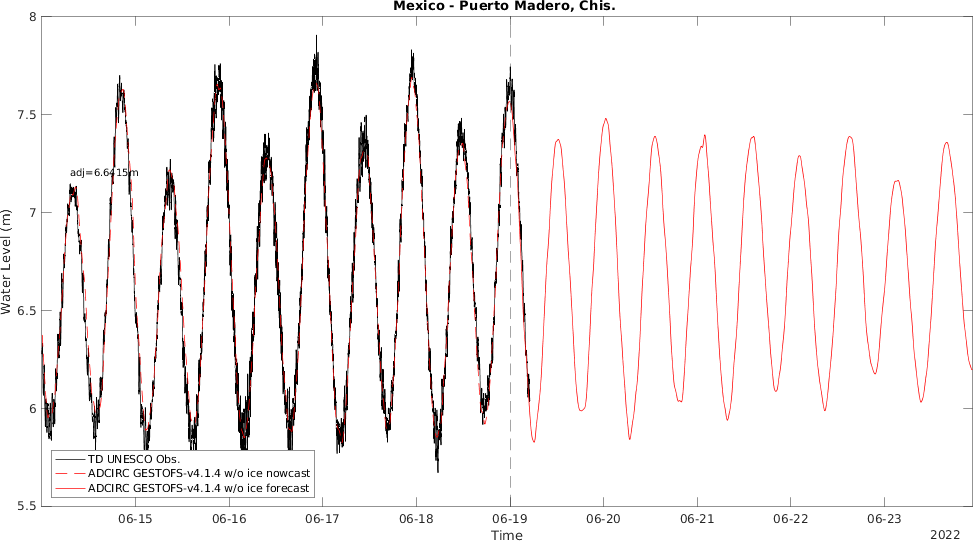 Mexico - Puerto Madero, Chis.
8
7.5
7
6.5
6
5.5
Water Level (m)
adj=6.6415m
TD UNESCO Obs.
ADCIRC GESTOFS-v4.1.4 w/o ice nowcast
ADCIRC GESTOFS-v4.1.4 w/o ice forecast
06-15 06-16 06-17 06-18 06-19 06-20 06-21 06-22 06-23
Time
2022